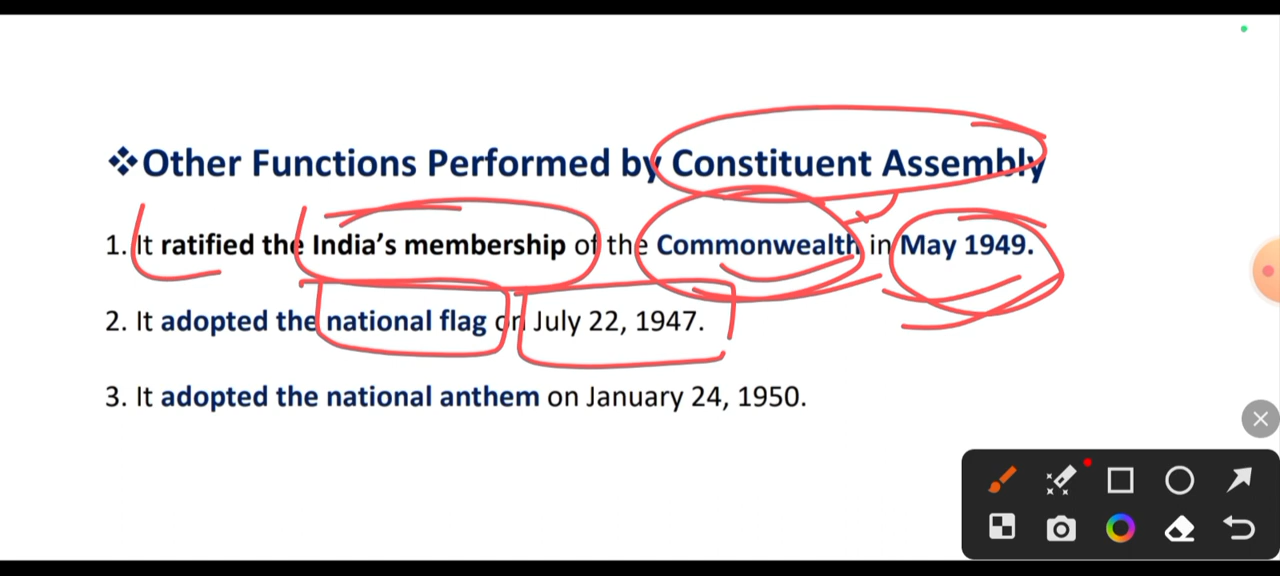 ❖Other Functions Performed by Constituent Assembly
1. It ratified the India's membership of the Commonwealth in May 1949.
2. It adopted the national flag on July 22, 1947.
3. It adopted the national anthem on January 24, 1950.